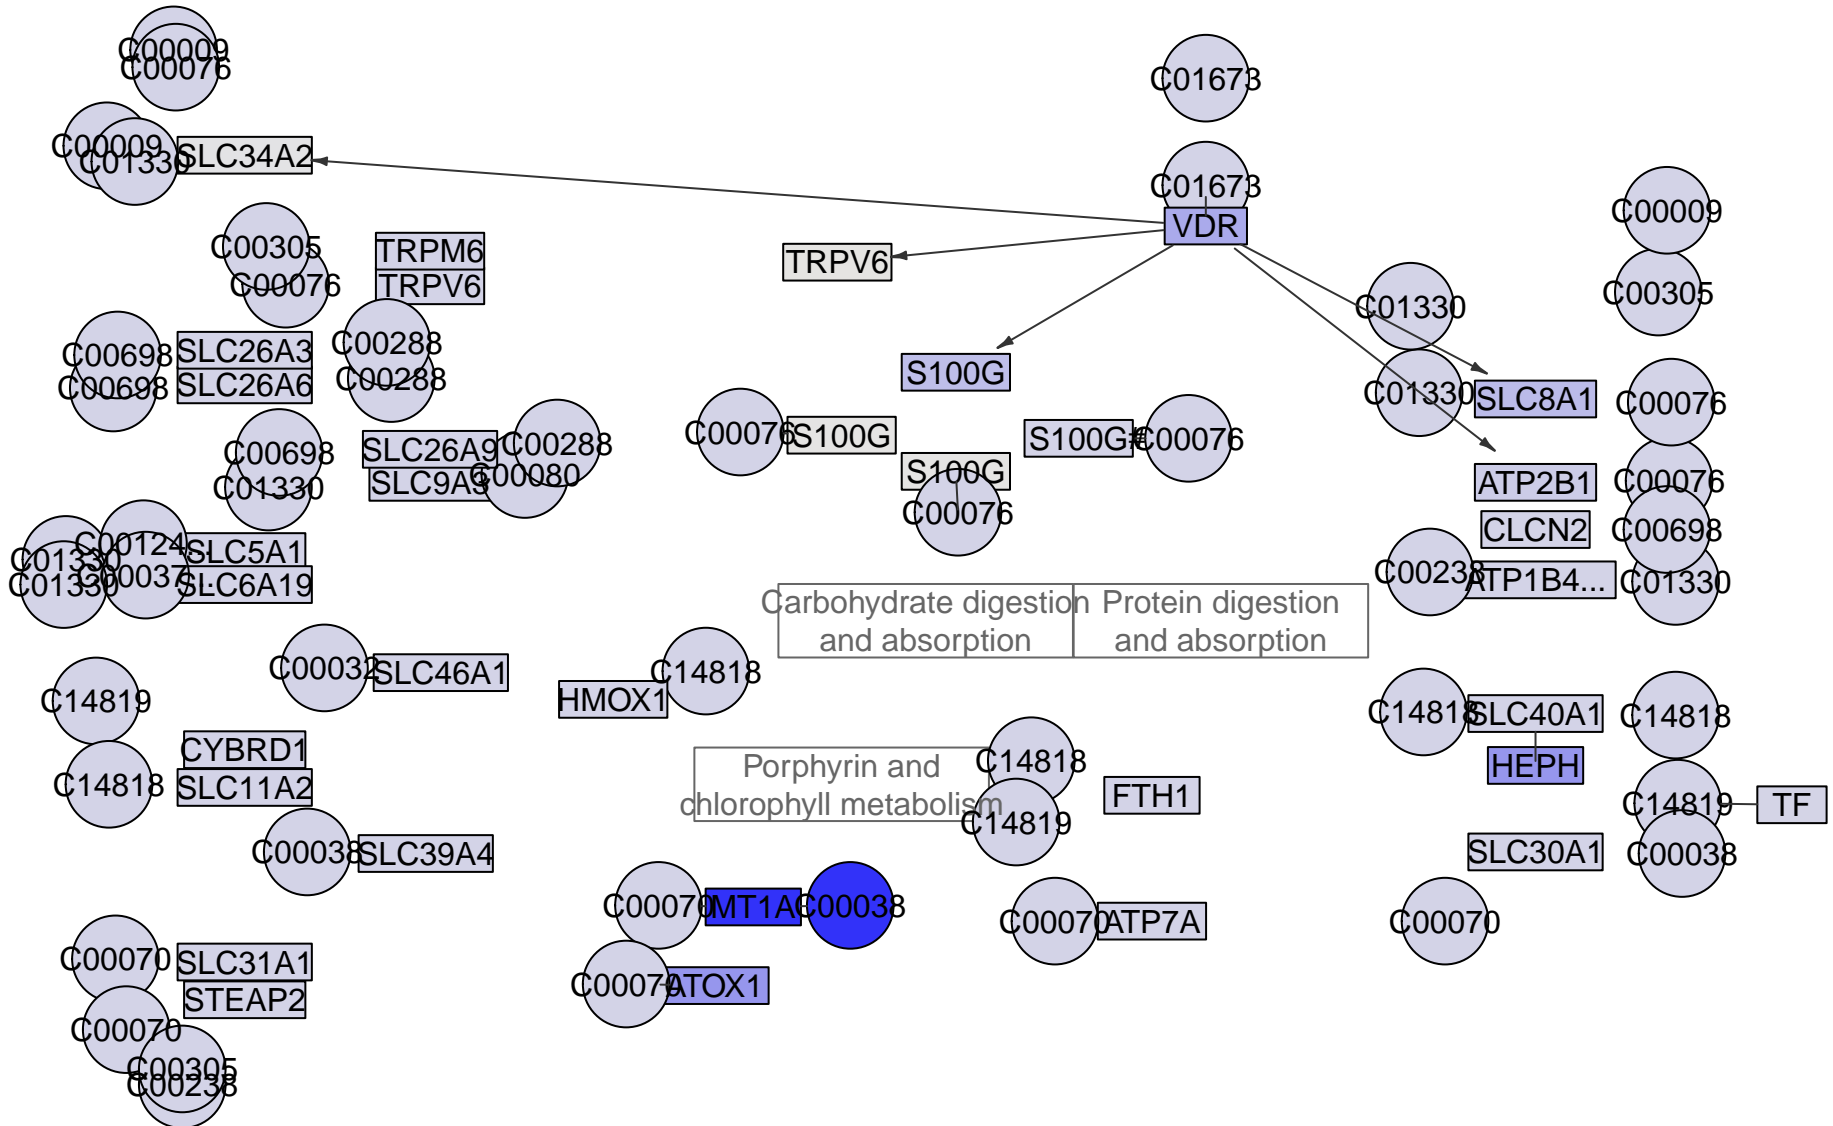 C00009
C00076
C01673
C00009
C01330
SLC34A2
C01673
VDR
C00009
C00305
C00076
TRPM6
TRPV6
TRPV6
C01330
C00305
C00698
C00698
SLC26A3
SLC26A6
C00288
C00288
S100G
C01330
SLC8A1
C00076
C00698
C01330
SLC26A9
SLC9A3
C00288
C00080
C00076
S100G
S100G
C00076
S100G#
C00076
ATP2B1
C00076
CLCN2
C00698
C01330
C01330
C00124...
C00037...
SLC5A1
SLC6A19
C00238
ATP1B4...
C01330
Carbohydrate digestion
and absorption
Protein digestion
and absorption
C00032
SLC46A1
HMOX1
C14818
C14819
C14818
CYBRD1
SLC11A2
Porphyrin and
chlorophyll metabolism
C14818
C14819
FTH1
C14818
SLC40A1
HEPH
C14818
C14819
TF
C00038
SLC39A4
SLC30A1
C00038
C00070
MT1A
C00038
C00070
ATP7A
C00070
C00070
SLC31A1
STEAP2
C00070
ATOX1
C00070
C00305
C00238